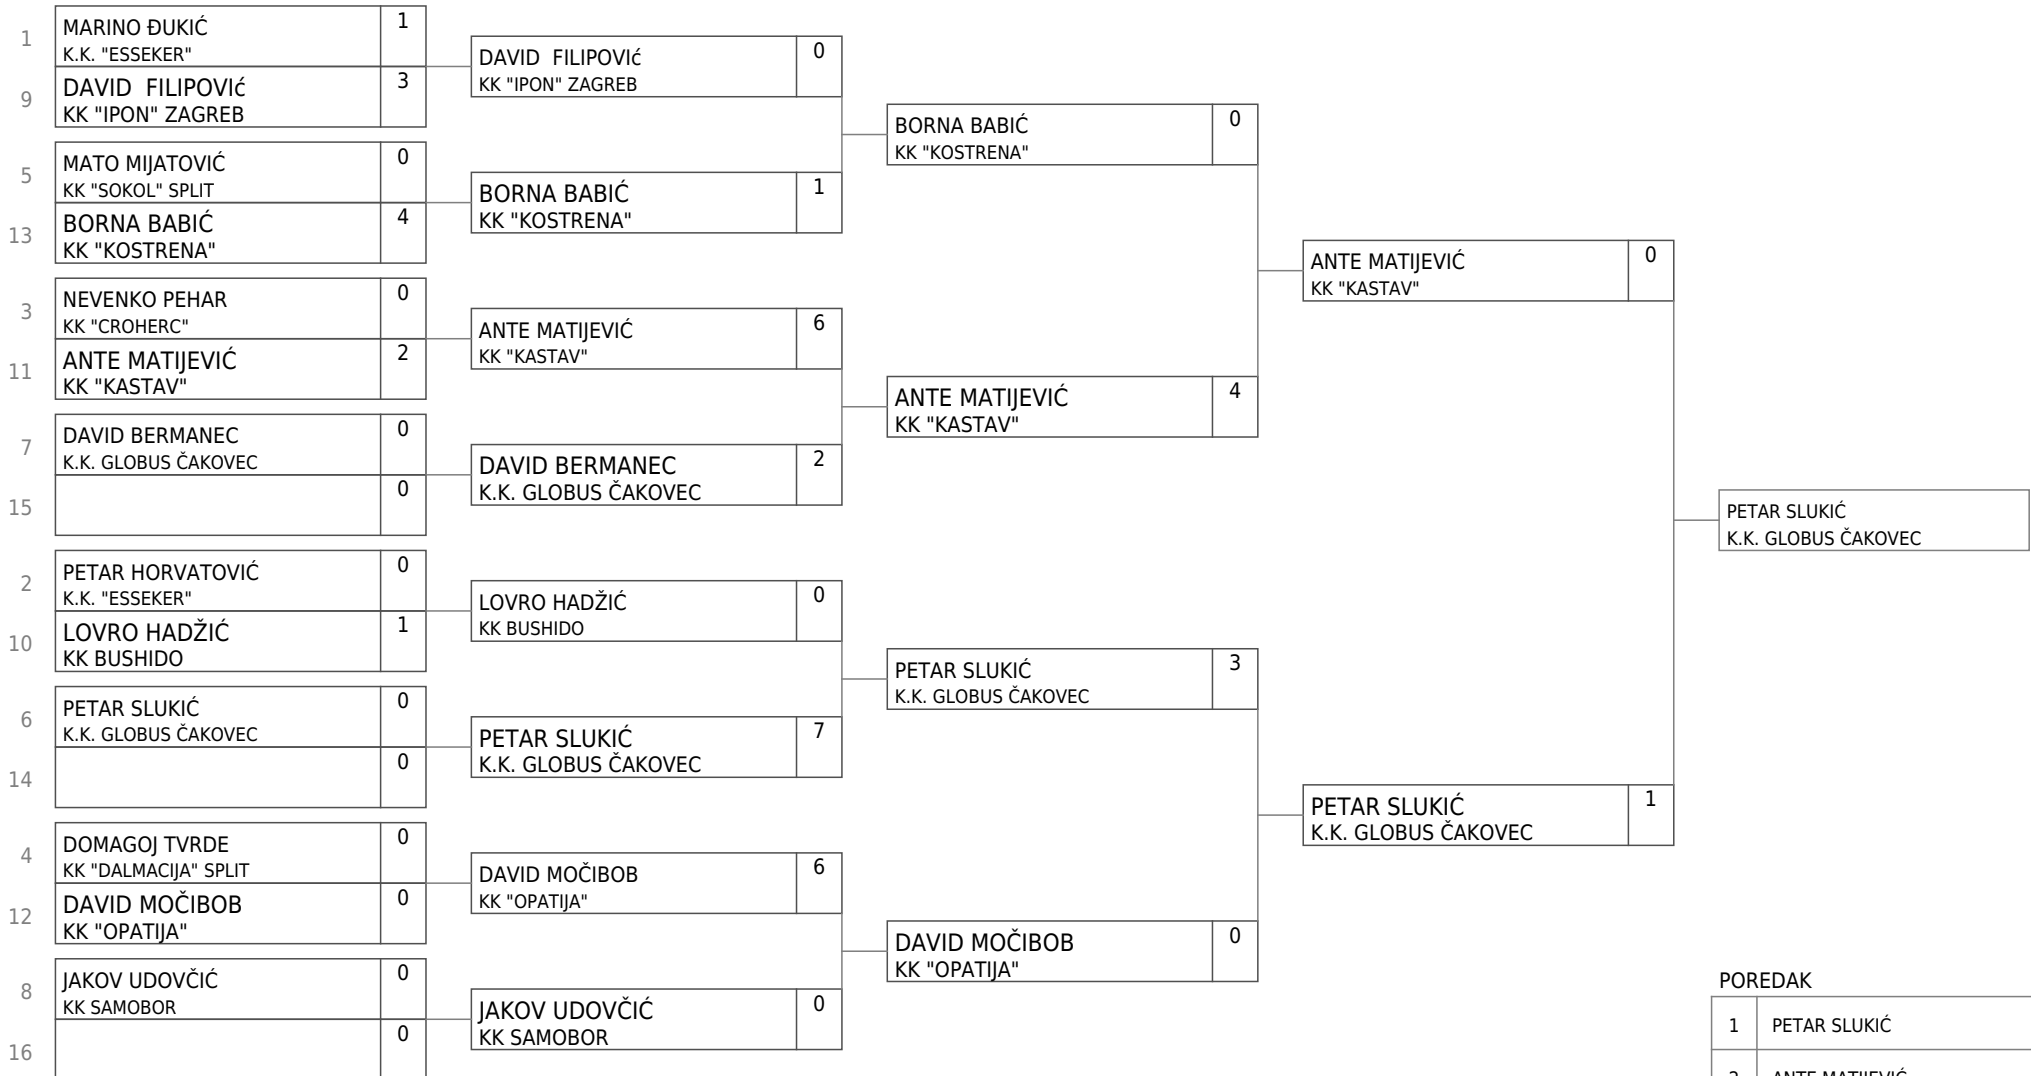 1
MARINO ĐUKIĆ
K.K. "ESSEKER"
1
9
DAVID  FILIPOVIć
KK "IPON" ZAGREB
3
5
MATO MIJATOVIĆ
KK "SOKOL" SPLIT
0
13
BORNA BABIĆ
KK "KOSTRENA"
4
3
NEVENKO PEHAR
KK "CROHERC"
0
11
ANTE MATIJEVIĆ
KK "KASTAV"
2
7
DAVID BERMANEC
K.K. GLOBUS ČAKOVEC
0
15
0
2
PETAR HORVATOVIĆ
K.K. "ESSEKER"
0
10
LOVRO HADŽIĆ
KK BUSHIDO
1
6
PETAR SLUKIĆ
K.K. GLOBUS ČAKOVEC
0
14
0
4
DOMAGOJ TVRDE
KK "DALMACIJA" SPLIT
0
12
DAVID MOČIBOB
KK "OPATIJA"
0
8
JAKOV UDOVČIĆ
KK SAMOBOR
0
16
0
DAVID  FILIPOVIć
KK "IPON" ZAGREB
0
BORNA BABIĆ
KK "KOSTRENA"
1
ANTE MATIJEVIĆ
KK "KASTAV"
6
DAVID BERMANEC
K.K. GLOBUS ČAKOVEC
2
LOVRO HADŽIĆ
KK BUSHIDO
0
PETAR SLUKIĆ
K.K. GLOBUS ČAKOVEC
7
DAVID MOČIBOB
KK "OPATIJA"
6
JAKOV UDOVČIĆ
KK SAMOBOR
0
BORNA BABIĆ
KK "KOSTRENA"
0
ANTE MATIJEVIĆ
KK "KASTAV"
4
PETAR SLUKIĆ
K.K. GLOBUS ČAKOVEC
3
DAVID MOČIBOB
KK "OPATIJA"
0
ANTE MATIJEVIĆ
KK "KASTAV"
0
PETAR SLUKIĆ
K.K. GLOBUS ČAKOVEC
1
PETAR SLUKIĆ
K.K. GLOBUS ČAKOVEC
POREDAK
1 PETAR SLUKIĆ
2 ANTE MATIJEVIĆ